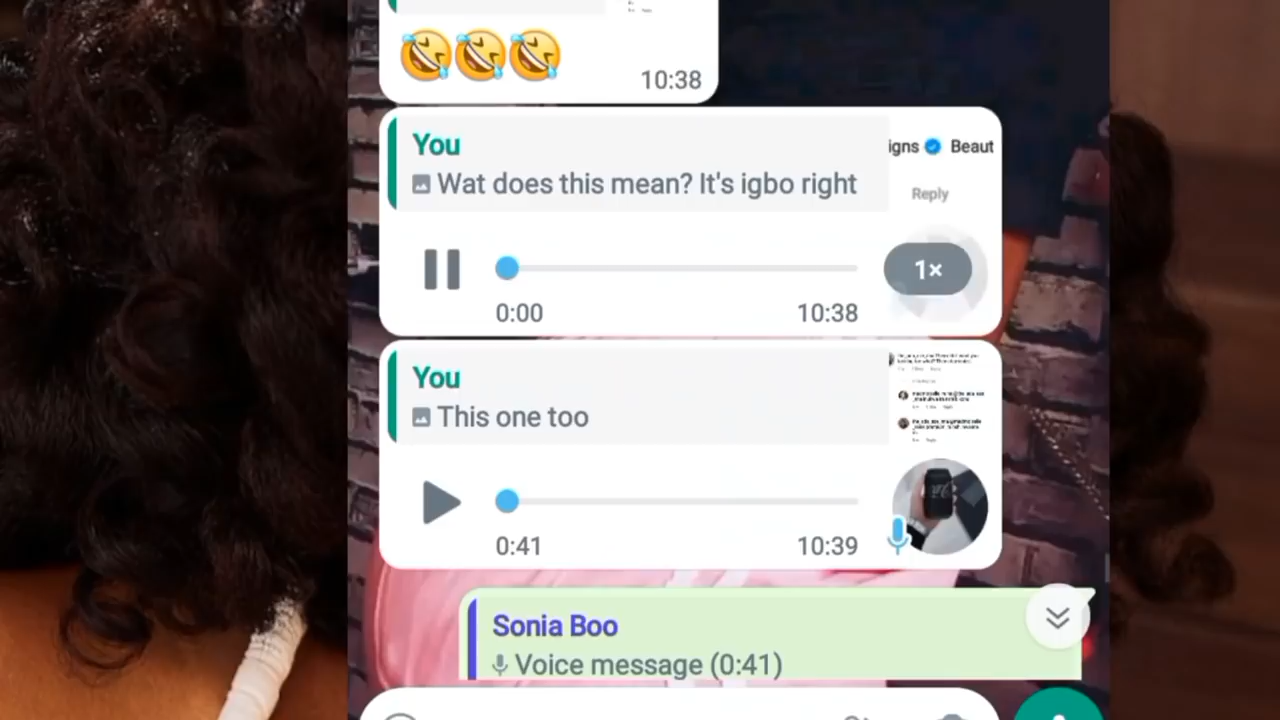 🤣🤣🤣
10:38
You
igns Beaut
Wat does this mean? It's igbo right
Reply
1×
0:00
10:38
You
This one too
0:41
10:39
Sonia Boo
Voice message (0:41)